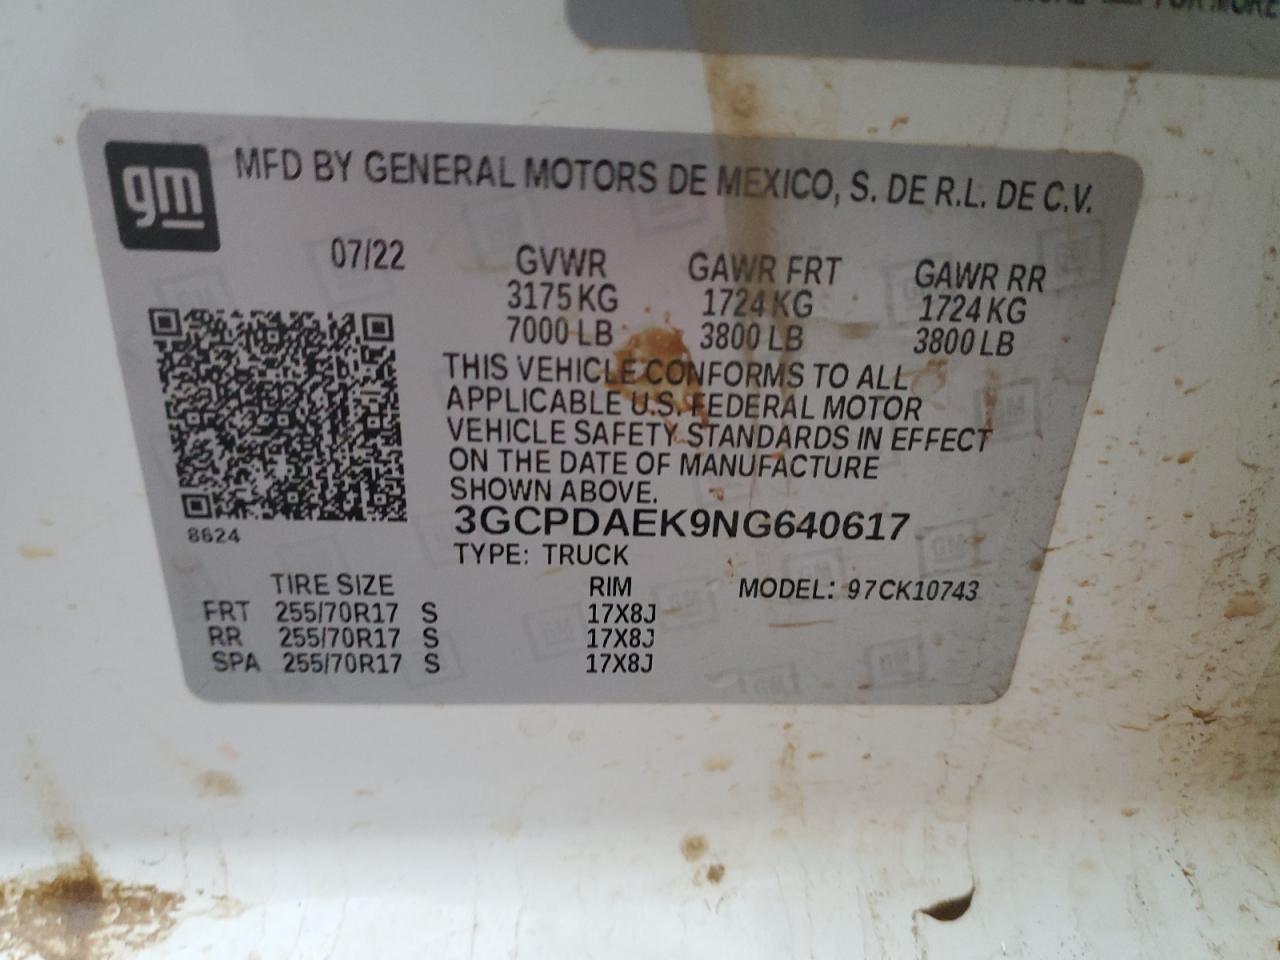 FOR MORE
gm
MFD BY GENERAL MOTORS DE MEXICO, S. DE R.L. DE C.V.
07/22 GVWR GAWR FRT GAWR RR
3175 KG 1724 KG 1724 KG
7000 LB 3800 LB 3800 LB
THIS VEHICLE CONFORMS TO ALL
APPLICABLE U.S. FEDERAL MOTOR
VEHICLE SAFETY STANDARDS IN EFFECT
ON THE DATE OF MANUFACTURE
SHOWN ABOVE.
3GCPDAEK9NG640617
8624
TYPE: TRUCK
TIRE SIZE RIM MODEL: 97CK10743
FRT 255/70R17 S 17X8J
RR 255/70R17 S 17X8J
SPA 255/70R17 S 17X8J